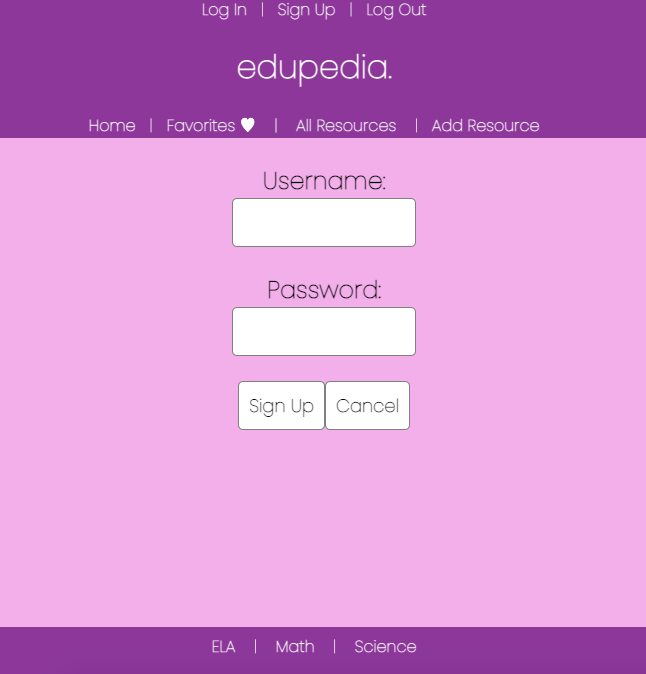 Log In | Sign Up | Log Out
edupedia.
Home | Favorites ♥ | All Resources | Add Resource
Username:
Password:
Sign Up Cancel
ELA | Math | Science